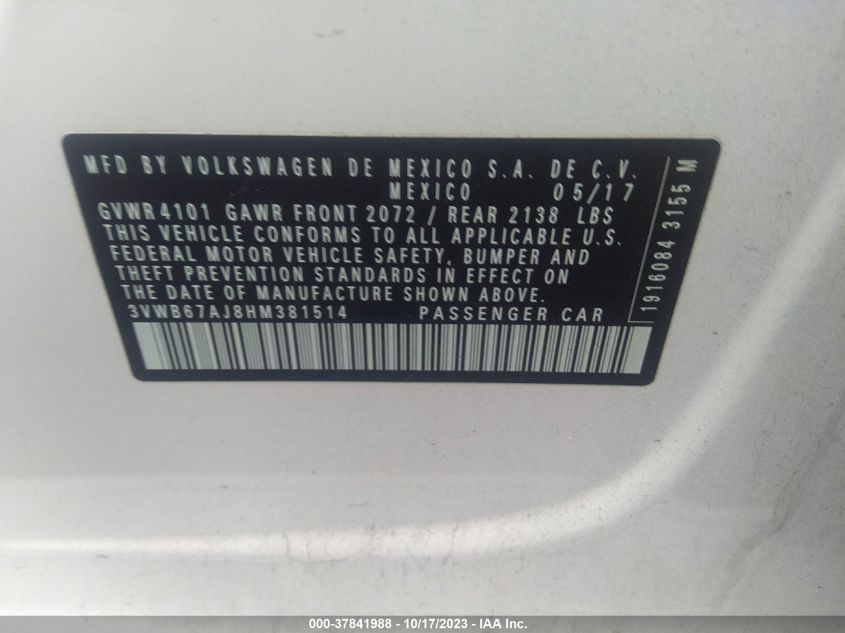 MFD BY VOLKSWAGEN DE MEXICO S.A. DE C.V.
MEXICO 05/17
GVWR 4101 GAWR FRONT 2072 / REAR 2138 LBS
THIS VEHICLE CONFORMS TO ALL APPLICABLE U.S.
FEDERAL MOTOR VEHICLE SAFETY, BUMPER AND
THEFT PREVENTION STANDARDS IN EFFECT ON
THE DATE OF MANUFACTURE SHOWN ABOVE.
3VWB67AJ8HM381514 PASSENGER CAR
1916084 3155 M
000-37841988 - 10/17/2023 - IAA Inc.